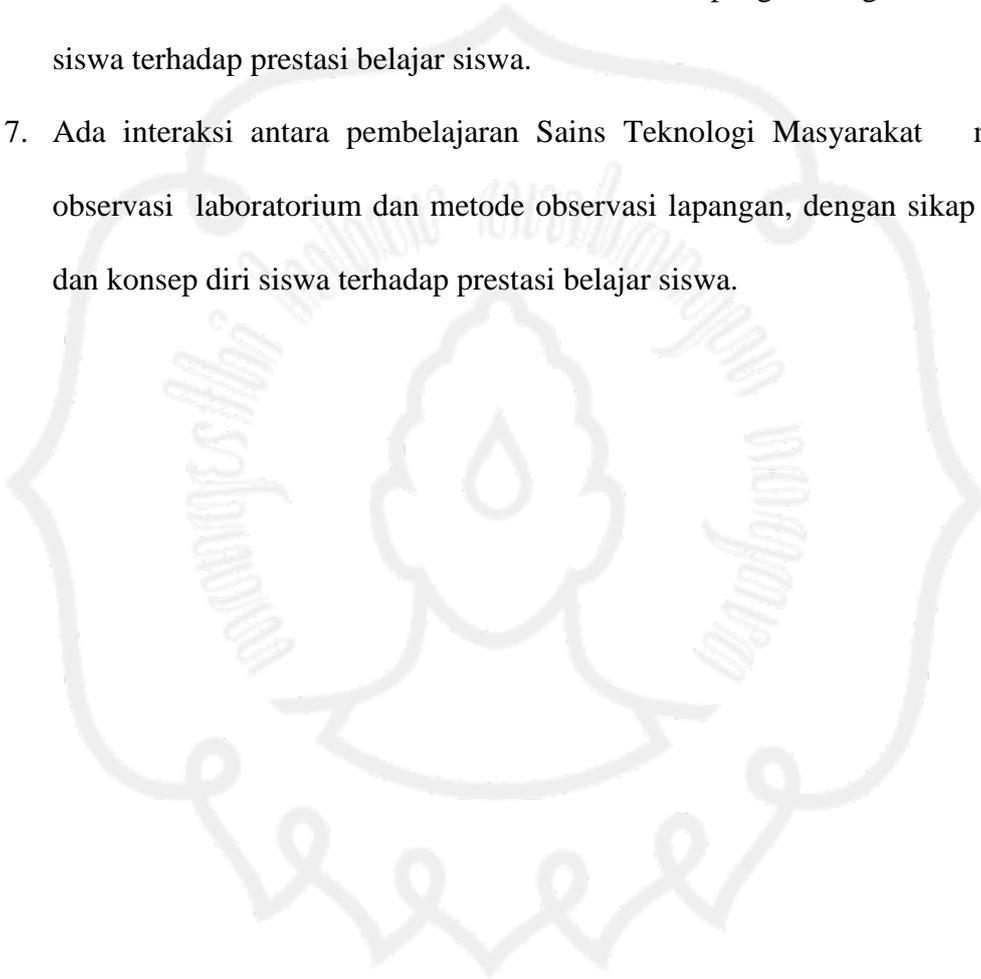 siswa terhadap prestasi belajar siswa.
7. Ada interaksi antara pembelajaran Sains Teknologi Masyarakat
observasi laboratorium dan metode observasi lapangan, dengan sikap
dan konsep diri siswa terhadap prestasi belajar siswa.